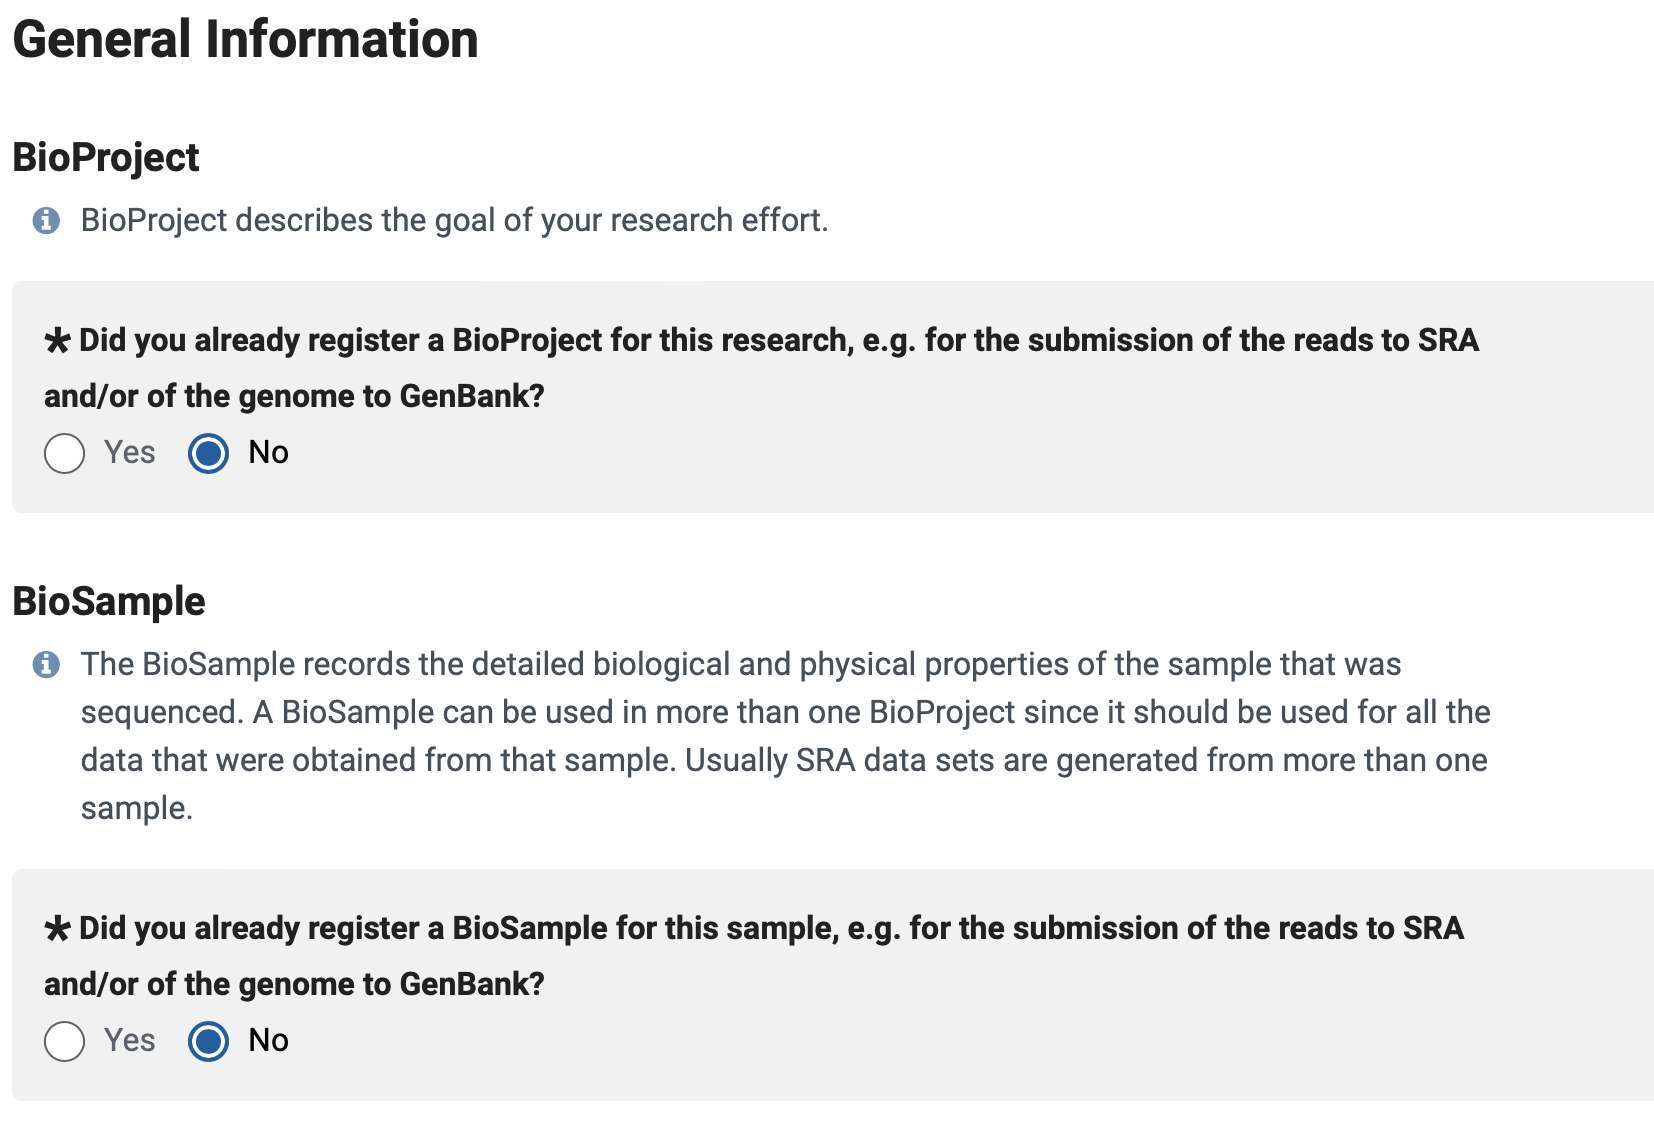 General Information
BioProject
BioProject describes the goal of your research effort.
* Did you already register a BioProject for this research, e.g. for the submission of the reads to SRA
and/or of the genome to GenBank?
Yes No
BioSample
The BioSample records the detailed biological and physical properties of the sample that was
sequenced. A BioSample can be used in more than one BioProject since it should be used for all the
data that were obtained from that sample. Usually SRA data sets are generated from more than one
sample.
* Did you already register a BioSample for this sample, e.g. for the submission of the reads to SRA
and/or of the genome to GenBank?
Yes No